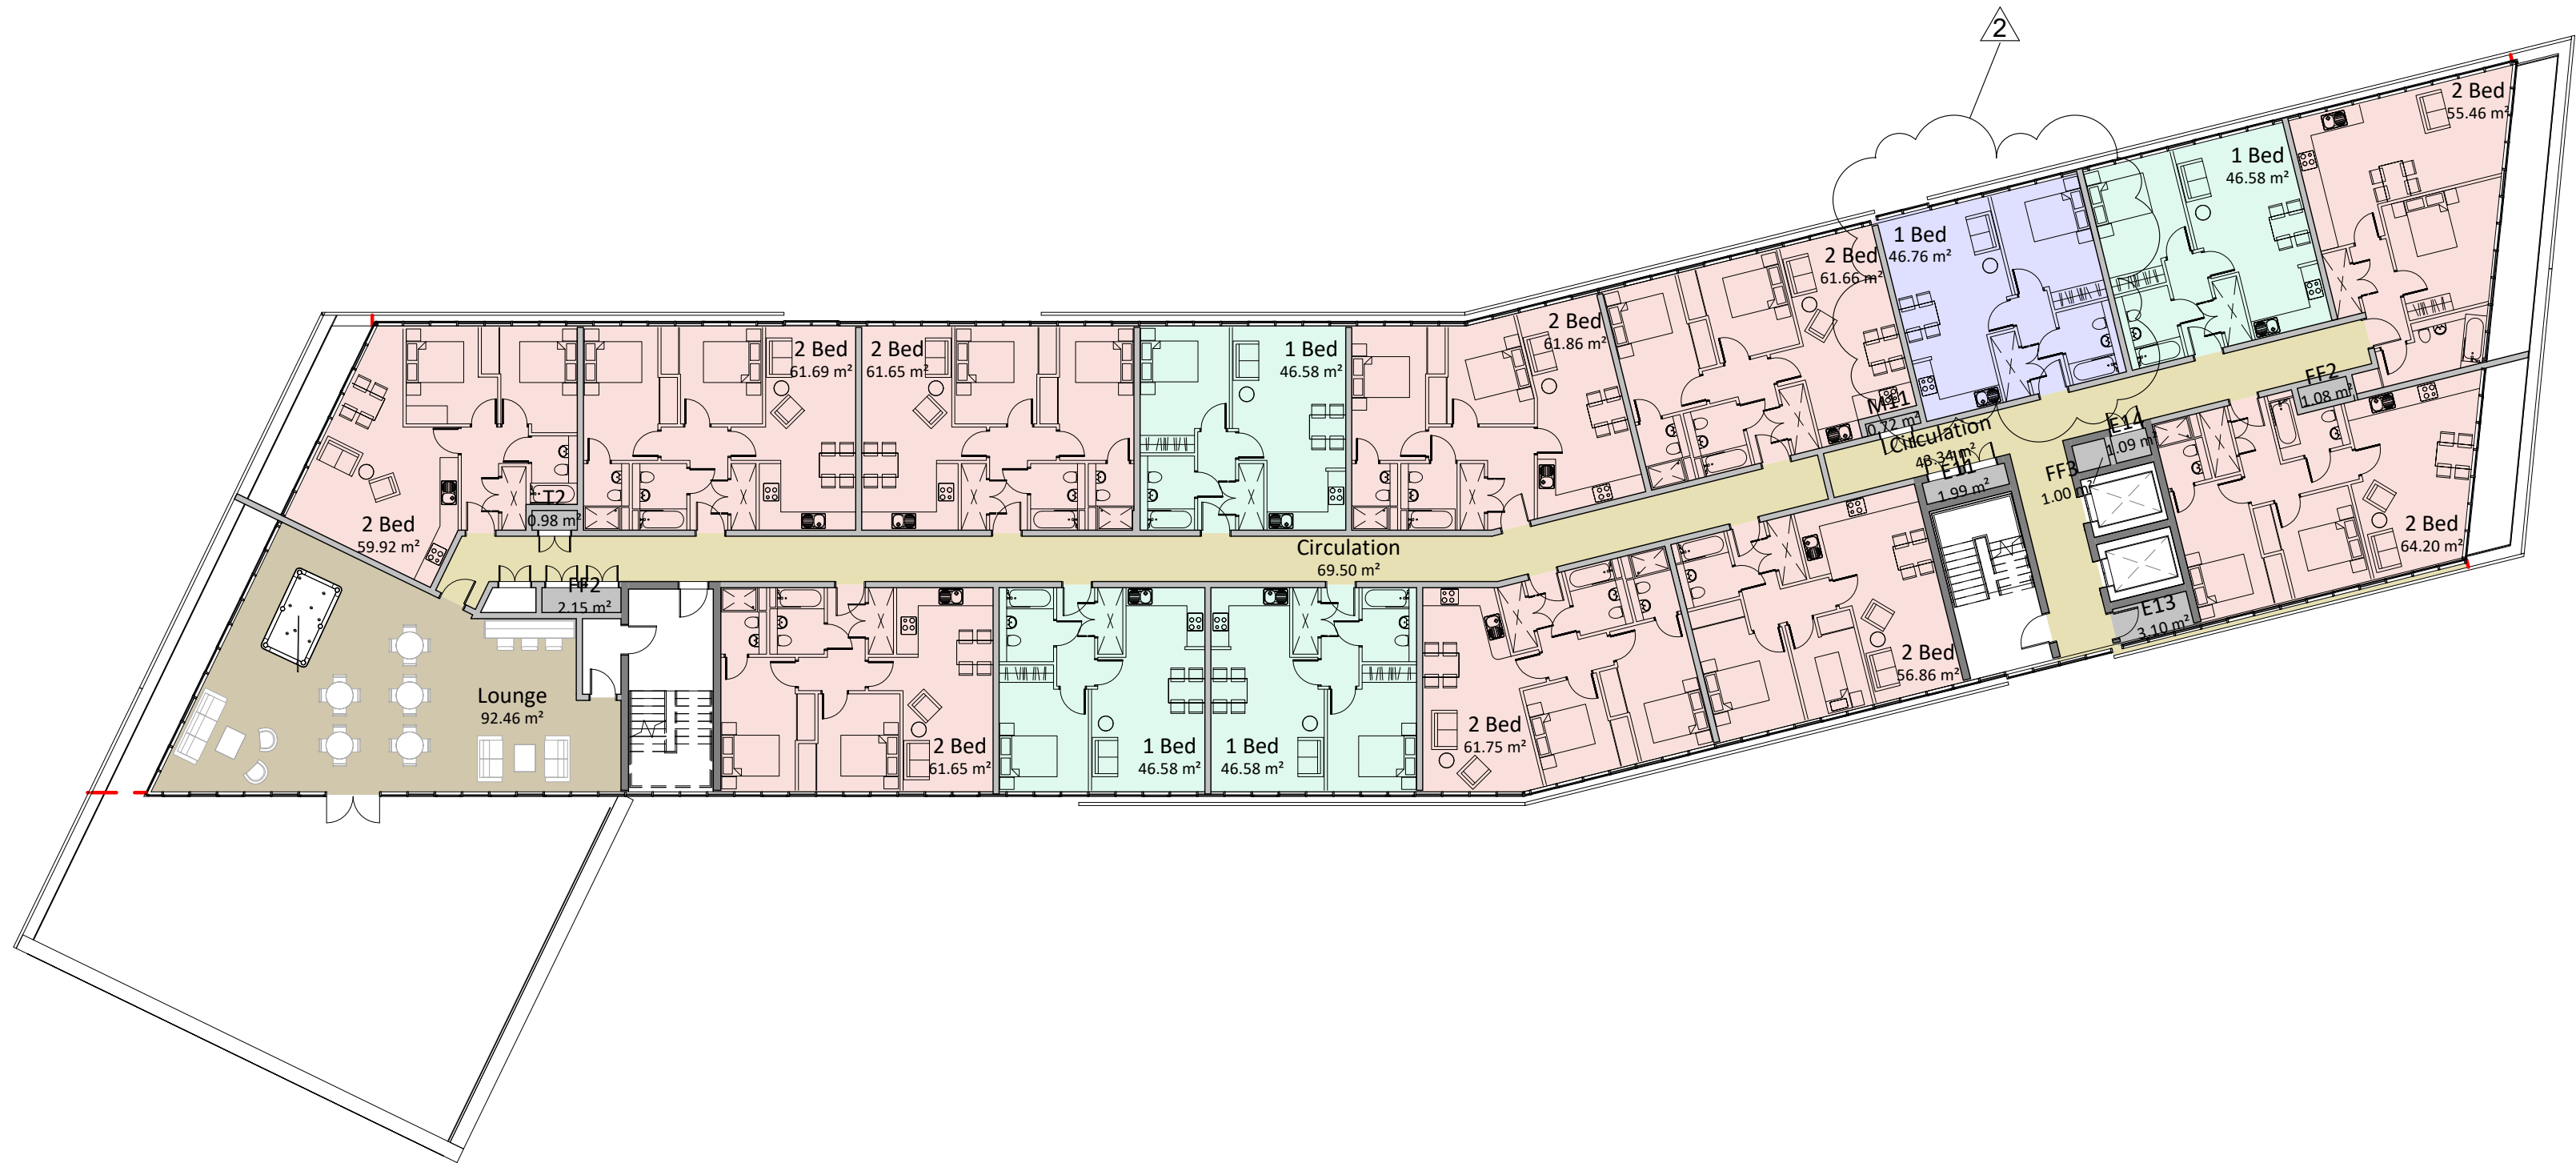 2
2 Bed
55.46 m²
1 Bed
46.58 m²
1 Bed
46.76 m²
2 Bed
61.66 m²
2 Bed
61.86 m²
1 Bed
46.58 m²
2 Bed
61.65 m²
2 Bed
61.69 m²
2 Bed
59.92 m²
T2
0.98 m²
FF2
2.15 m²
Circulation
69.50 m²
M11
0.72 m²
Circulation
43.34 m²
E11
1.99 m²
FF3
1.00 m²
E14
1.09 m²
FF2
1.08 m²
2 Bed
64.20 m²
E13
3.10 m²
2 Bed
56.86 m²
2 Bed
61.75 m²
1 Bed
46.58 m²
1 Bed
46.58 m²
2 Bed
61.65 m²
Lounge
92.46 m²